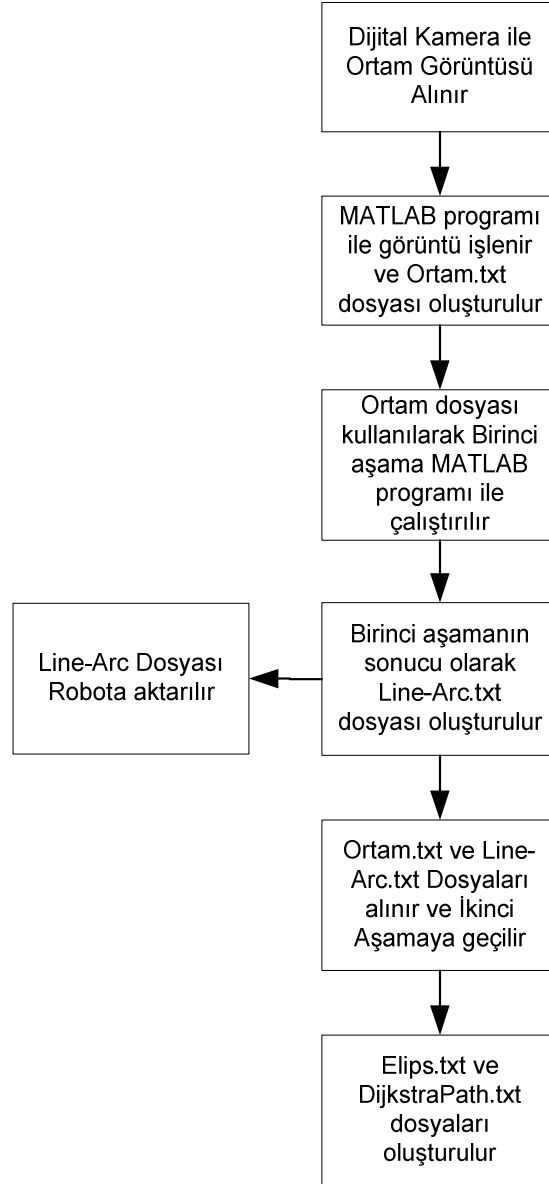 Dijital Kamera ile
Ortam Görüntüsü
Alınır
MATLAB programı
ile görüntü işlenir
ve Ortam.txt
dosyası oluşturulur
Ortam dosyası
kullanılarak Birinci
aşama MATLAB
programı ile
çalıştırılır
Line-Arc Dosyası
Robota aktarılır
Birinci aşamanın
sonucu olarak
Line-Arc.txt
dosyası oluşturulur
Ortam.txt ve Line-
Arc.txt Dosyaları
alınır ve İkinci
Aşamaya geçilir
Elips.txt ve
DijkstraPath.txt
dosyaları
oluşturulur